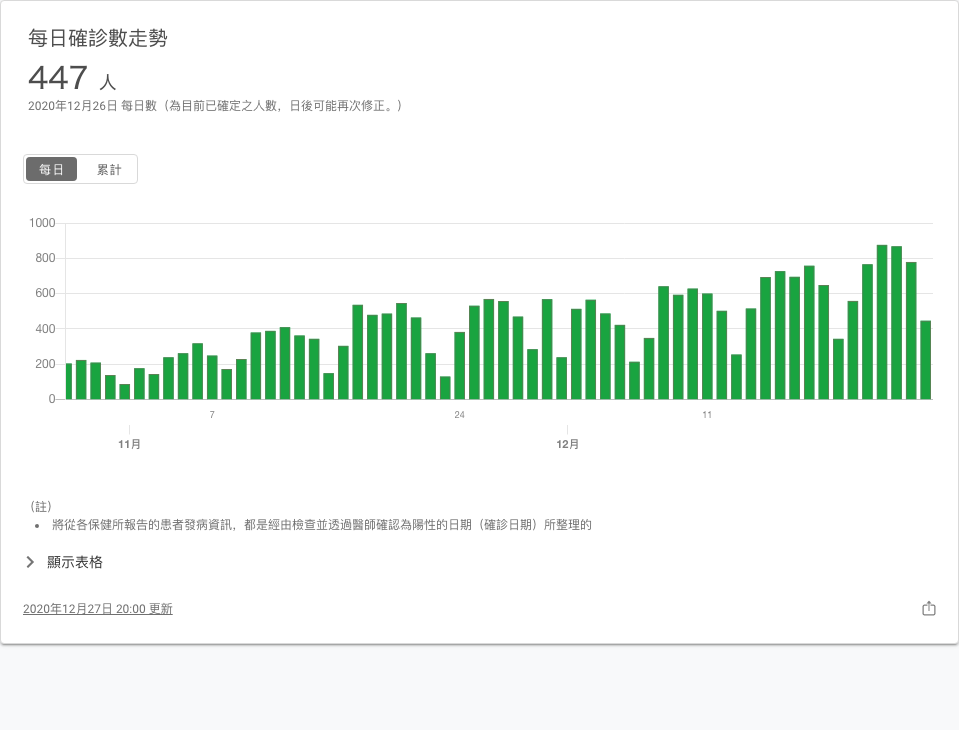 每日確診數走勢
447 人
2020年12月26日 每日數（為目前已確定之人數，日後可能再次修正。）
每日 累計
1000
800
600
400
200
0
7 24 11
11月 12月
（註）
• 將從各保健所報告的患者發病資訊，都是經由檢查並透過醫師確認為陽性的日期（確診日期）所整理的
顯示表格
2020年12月27日 20:00 更新